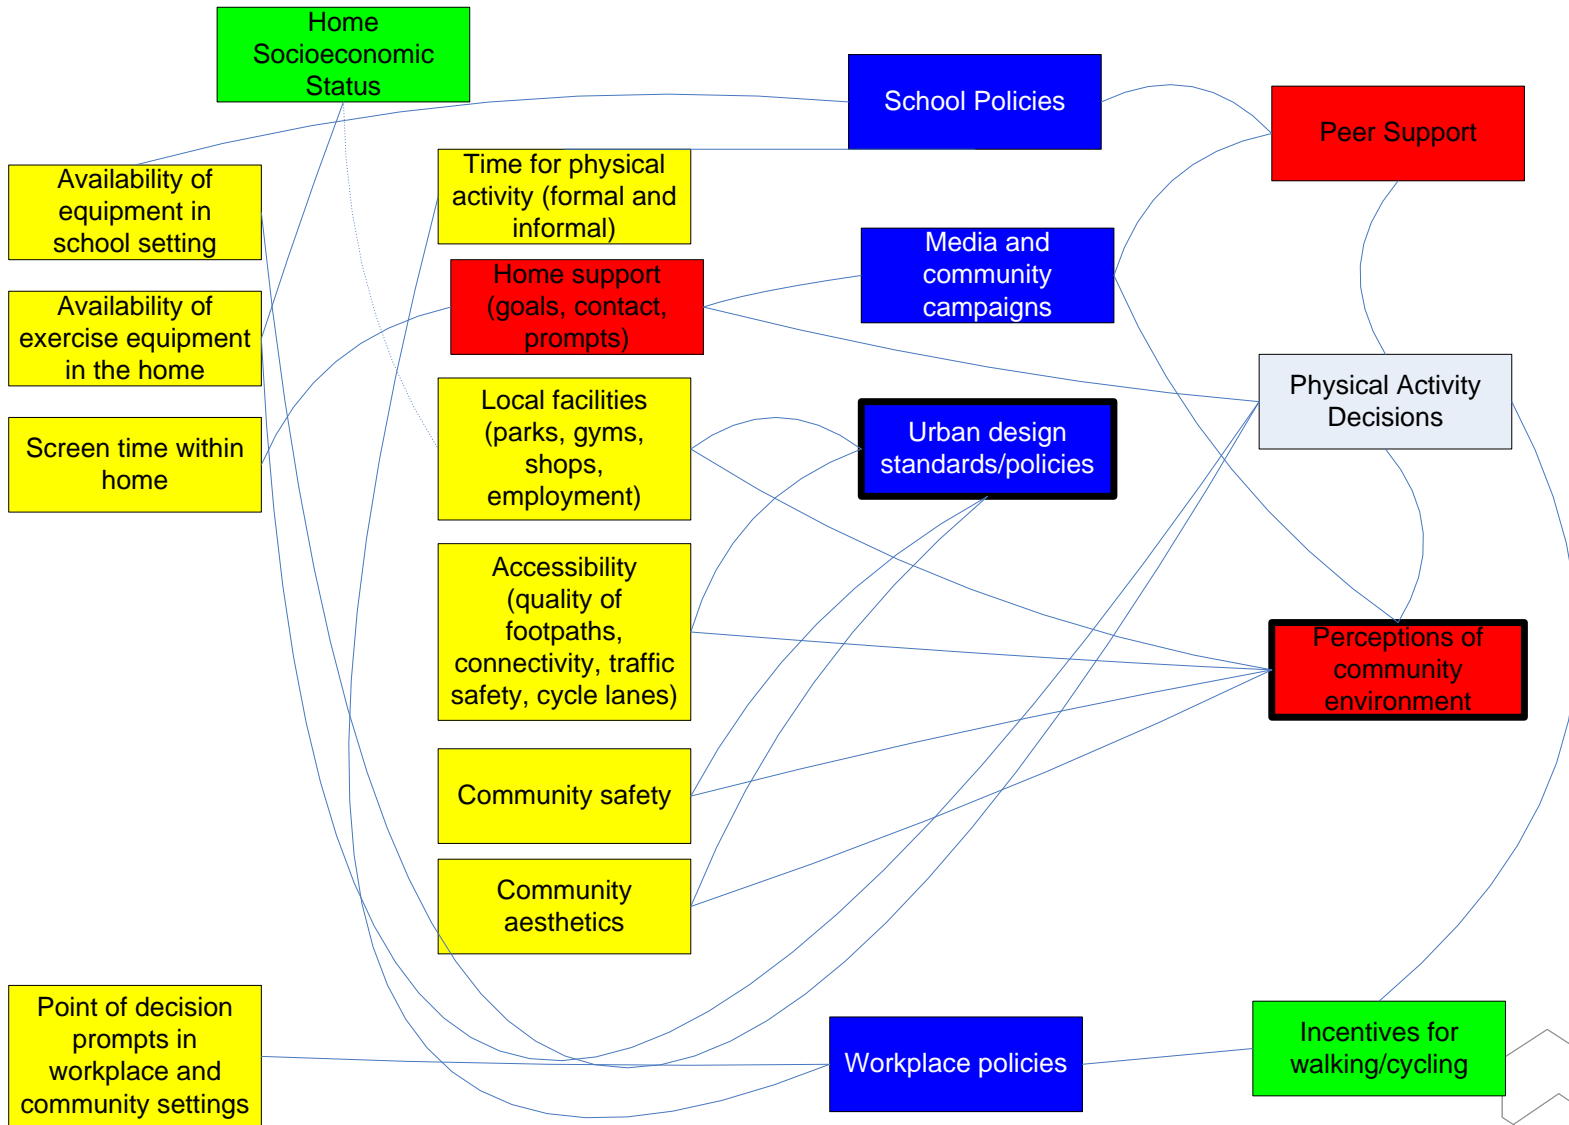 Home
Socioeconomic
Status
School Policies
Peer Support
Availability of
equipment in
school setting
Time for physical
activity (formal and
informal)
Media and
community
campaigns
Home support
(goals, contact,
prompts)
Availability of
exercise equipment
in the home
Physical Activity
Decisions
Local facilities
(parks, gyms,
shops,
employment)
Urban design
standards/policies
Screen time within
home
Accessibility
(quality of
footpaths,
connectivity, traffic
safety, cycle lanes)
Perceptions of
community
environment
Community safety
Community
aesthetics
Point of decision
prompts in
workplace and
community settings
Workplace policies
Incentives for
walking/cycling